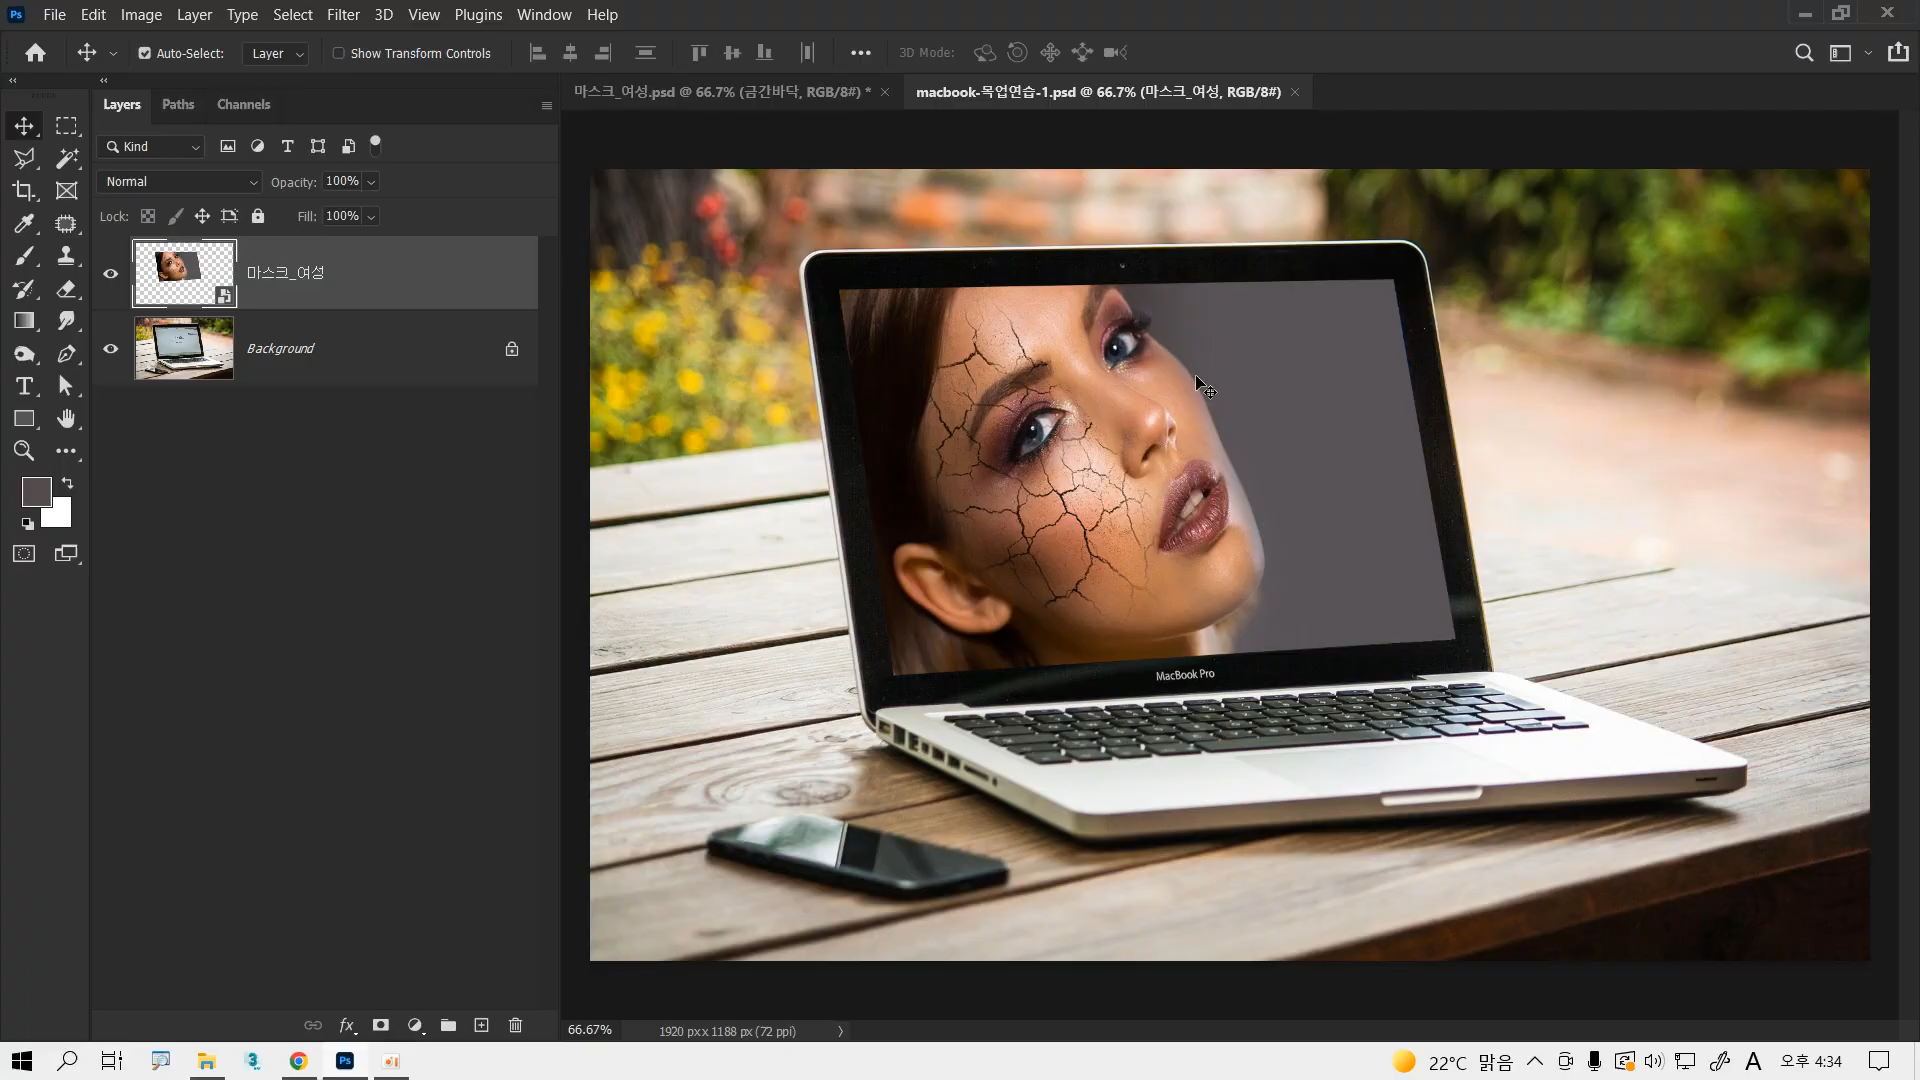 Ps File Edit Image Layer Type Select Filter 3D View Plugins Window Help
Auto-Select: Layer Show Transform Controls 3D Mode:
Layers Paths Channels
마스크_여성.psd @ 66.7% (금간바닥, RGB/8#) *
macbook-목업연습-1.psd @ 66.7% (마스크_여성, RGB/8#)
Kind
Normal Opacity: 100%
Lock: Fill: 100%
마스크_여성
Background
MacBook Pro
fx
66.67% 1920 px x 1188 px (72 ppi)
3 Ps 22°C 맑음 A 오후 4:34